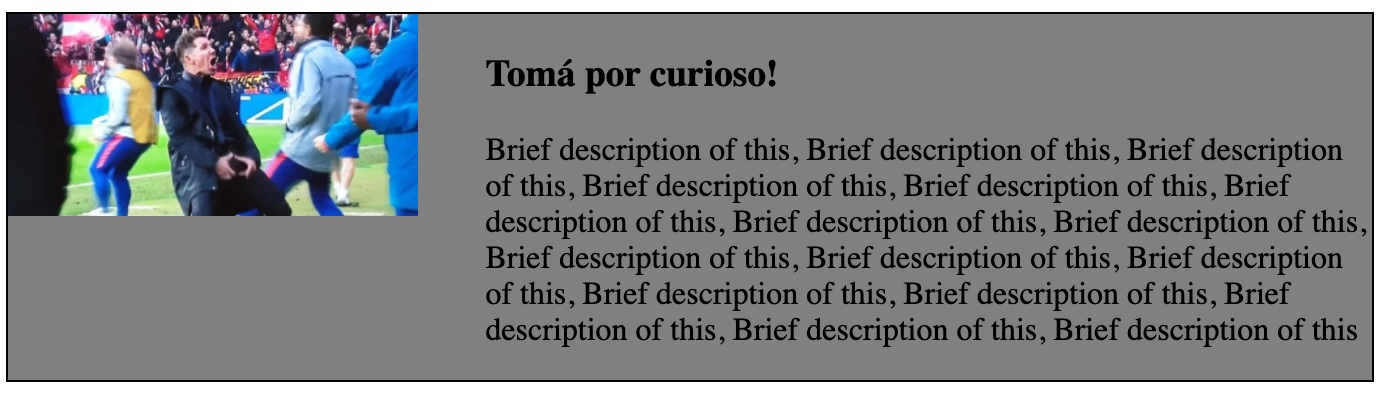 Tomá por curioso!
Brief description of this, Brief description of this, Brief description
of this, Brief description of this, Brief description of this, Brief
description of this, Brief description of this, Brief description of this,
Brief description of this, Brief description of this, Brief description
of this, Brief description of this, Brief description of this, Brief
description of this, Brief description of this, Brief description of this